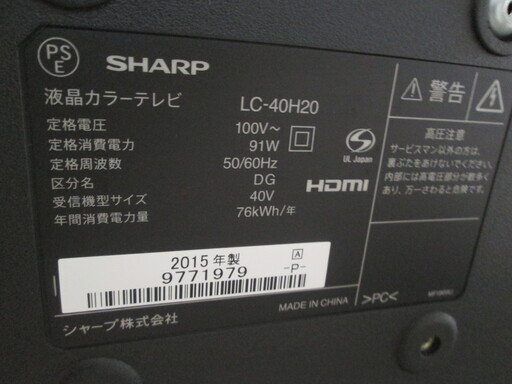 PS
E
SHARP
液晶カラーテレビ LC-40H20
定格電圧 100V～
定格消費電力 91W
定格周波数 50/60Hz
区分名 DG
受信機型サイズ 40V
年間消費電力量 76kWh/年
UL Japan
HDMI
警告
高圧注意
サービスマン以外の方は、
裏ぶたをあけないでください。
内部には高電圧部分が数多く
あり、万一さわると危険です。
2015年製 A
9771979 -P-
MADE IN CHINA
>PC<
シャープ株式会社